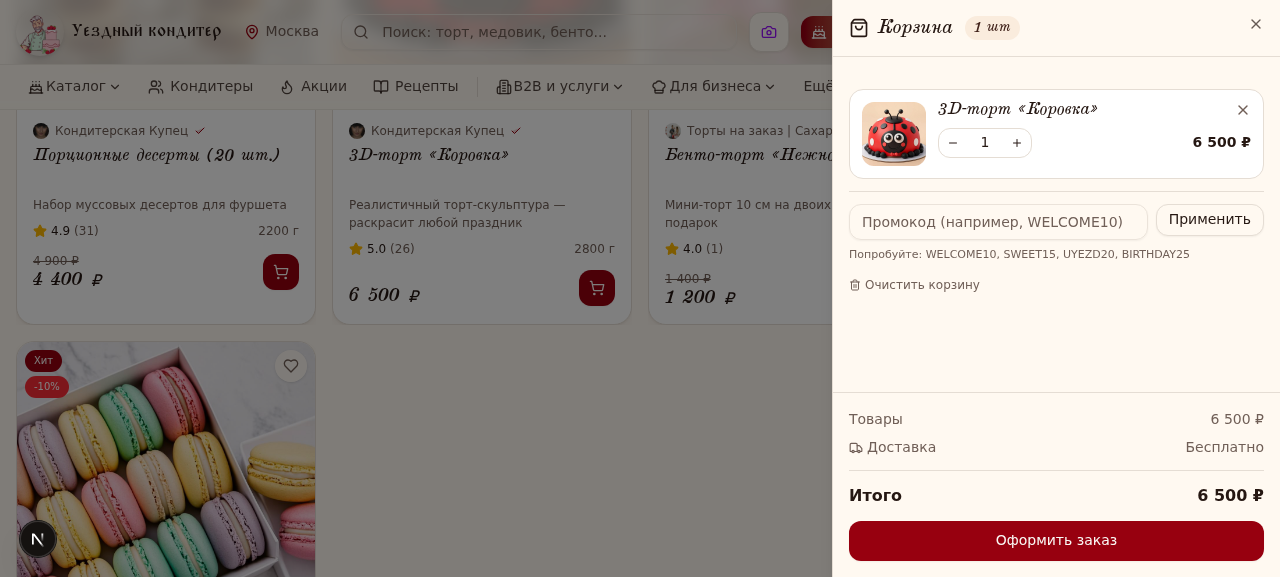 Уездный кондитер
Москва
Поиск: торт, медовик, бенто...
Каталог
Кондитеры
Акции
Рецепты
B2B и услуги
Для бизнеса
Ещё
Кондитерская Купец
Порционные десерты (20 шт.)
Набор муссовых десертов для фуршета
4.9 (31)
2200 г
4 900 ₽
4 400 ₽
Кондитерская Купец
3D-торт «Коровка»
Реалистичный торт-скульптура —
раскрасит любой праздник
5.0 (26)
2800 г
6 500 ₽
Торты на заказ | Сахар
Бенто-торт «Нежно
Мини-торт 10 см на двоих
подарок
4.0 (1)
1 400 ₽
1 200 ₽
Хит
-10%
N
Корзина
1 шт
3D-торт «Коровка»
1
6 500 ₽
Промокод (например, WELCOME10)
Применить
Попробуйте: WELCOME10, SWEET15, UYEZD20, BIRTHDAY25
Очистить корзину
Товары
6 500 ₽
Доставка
Бесплатно
Итого
6 500 ₽
Оформить заказ